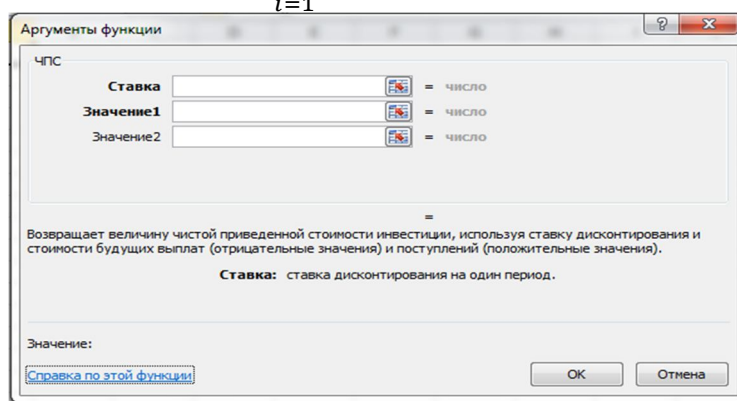 i=1
Аргументы функции
ЧПС
Ставка = число
Значение1 = число
Значение2 = число
=
Возвращает величину чистой приведенной стоимости инвестиции, используя ставку дисконтирования и
стоимости будущих выплат (отрицательные значения) и поступлений (положительные значения).
Ставка: ставка дисконтирования на один период.
Значение:
Справка по этой функции
ОК
Отмена